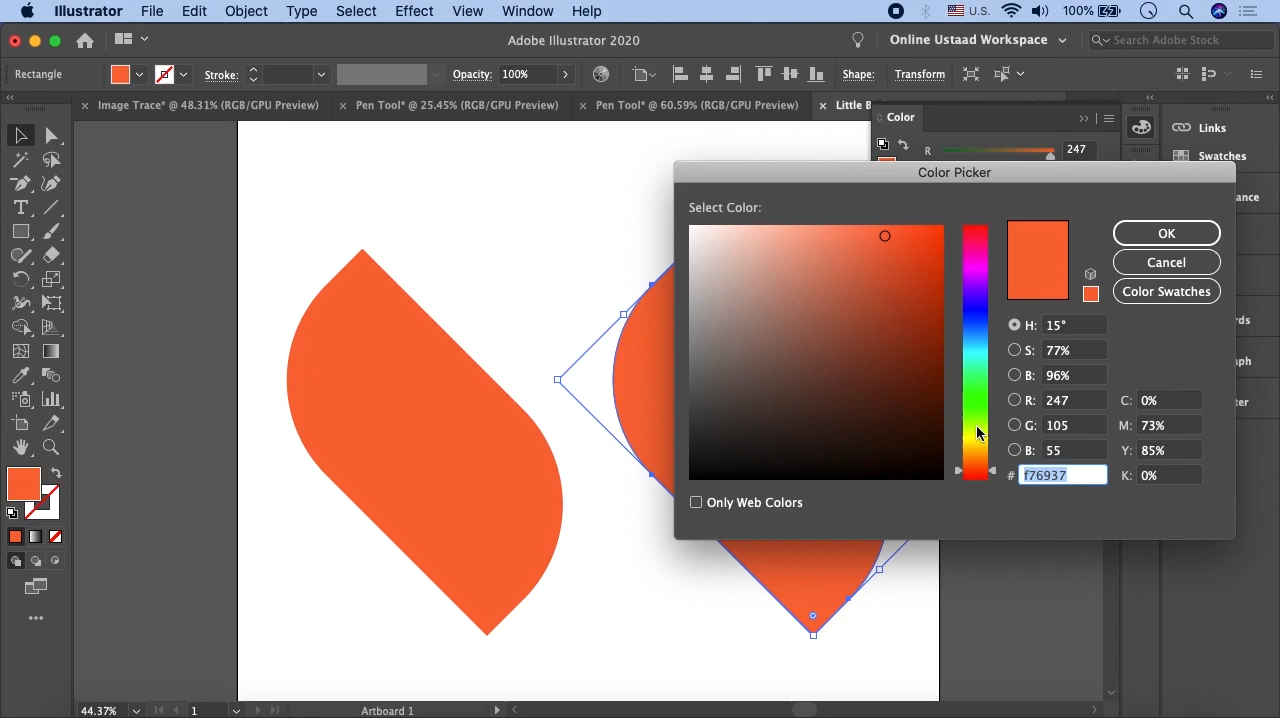 Illustrator File Edit Object Type Select Effect View Window Help U.S. 100%
Adobe Illustrator 2020 Online Ustaad Workspace Search Adobe Stock
Rectangle Stroke: Opacity: 100% Shape: Transform
Image Trace* @ 48.31% (RGB/GPU Preview) Pen Tool* @ 25.45% (RGB/GPU Preview) Pen Tool* @ 60.59% (RGB/GPU Preview) Little
Color
R 247
Links
Swatches
Color Picker
Select Color:
OK
Cancel
Color Swatches
H: 15°
S: 77%
B: 96%
R: 247 C: 0%
G: 105 M: 73%
B: 55 Y: 85%
# f76937 K: 0%
Only Web Colors
44.37% 1 Artboard 1